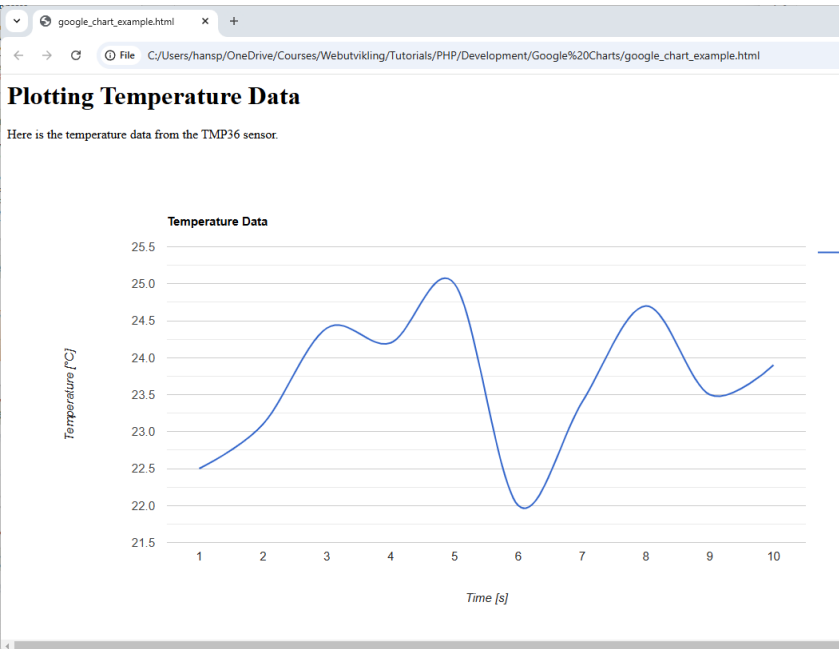 google_chart_example.html
File C:/Users/hansp/OneDrive/Courses/Webutvikling/Tutorials/PHP/Development/Google%20Charts/google_chart_example.html
Plotting Temperature Data
Here is the temperature data from the TMP36 sensor.
Temperature Data
25.5
25.0
24.5
24.0
23.5
23.0
22.5
22.0
21.5
Temperature [°C]
1 2 3 4 5 6 7 8 9 10
Time [s]